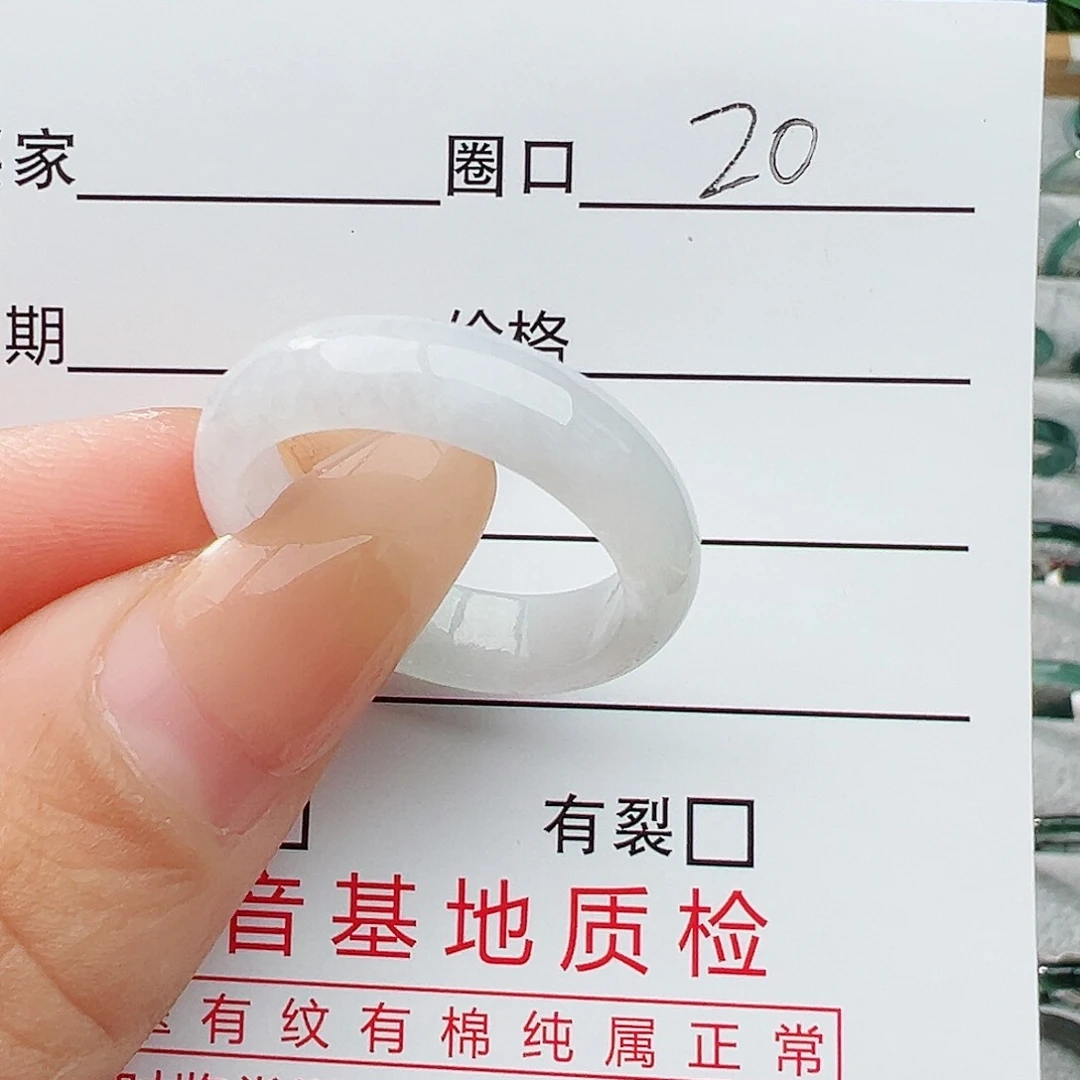 家 圈口 20
期 价格
有裂
音基地质检
有纹有棉纯属正常